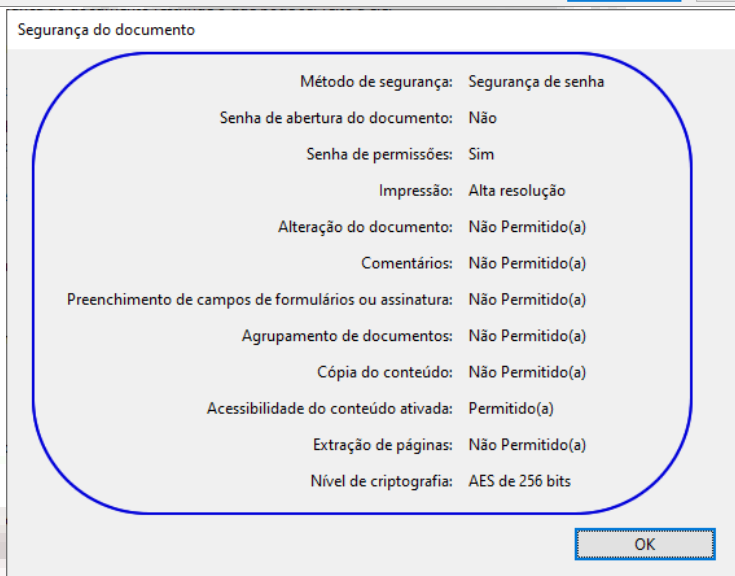 Segurança do documento
Método de segurança: Segurança de senha
Senha de abertura do documento: Não
Senha de permissões: Sim
Impressão: Alta resolução
Alteração do documento: Não Permitido(a)
Comentários: Não Permitido(a)
Preenchimento de campos de formulários ou assinatura: Não Permitido(a)
Agrupamento de documentos: Não Permitido(a)
Cópia do conteúdo: Não Permitido(a)
Acessibilidade do conteúdo ativada: Permitido(a)
Extração de páginas: Não Permitido(a)
Nível de criptografia: AES de 256 bits
OK